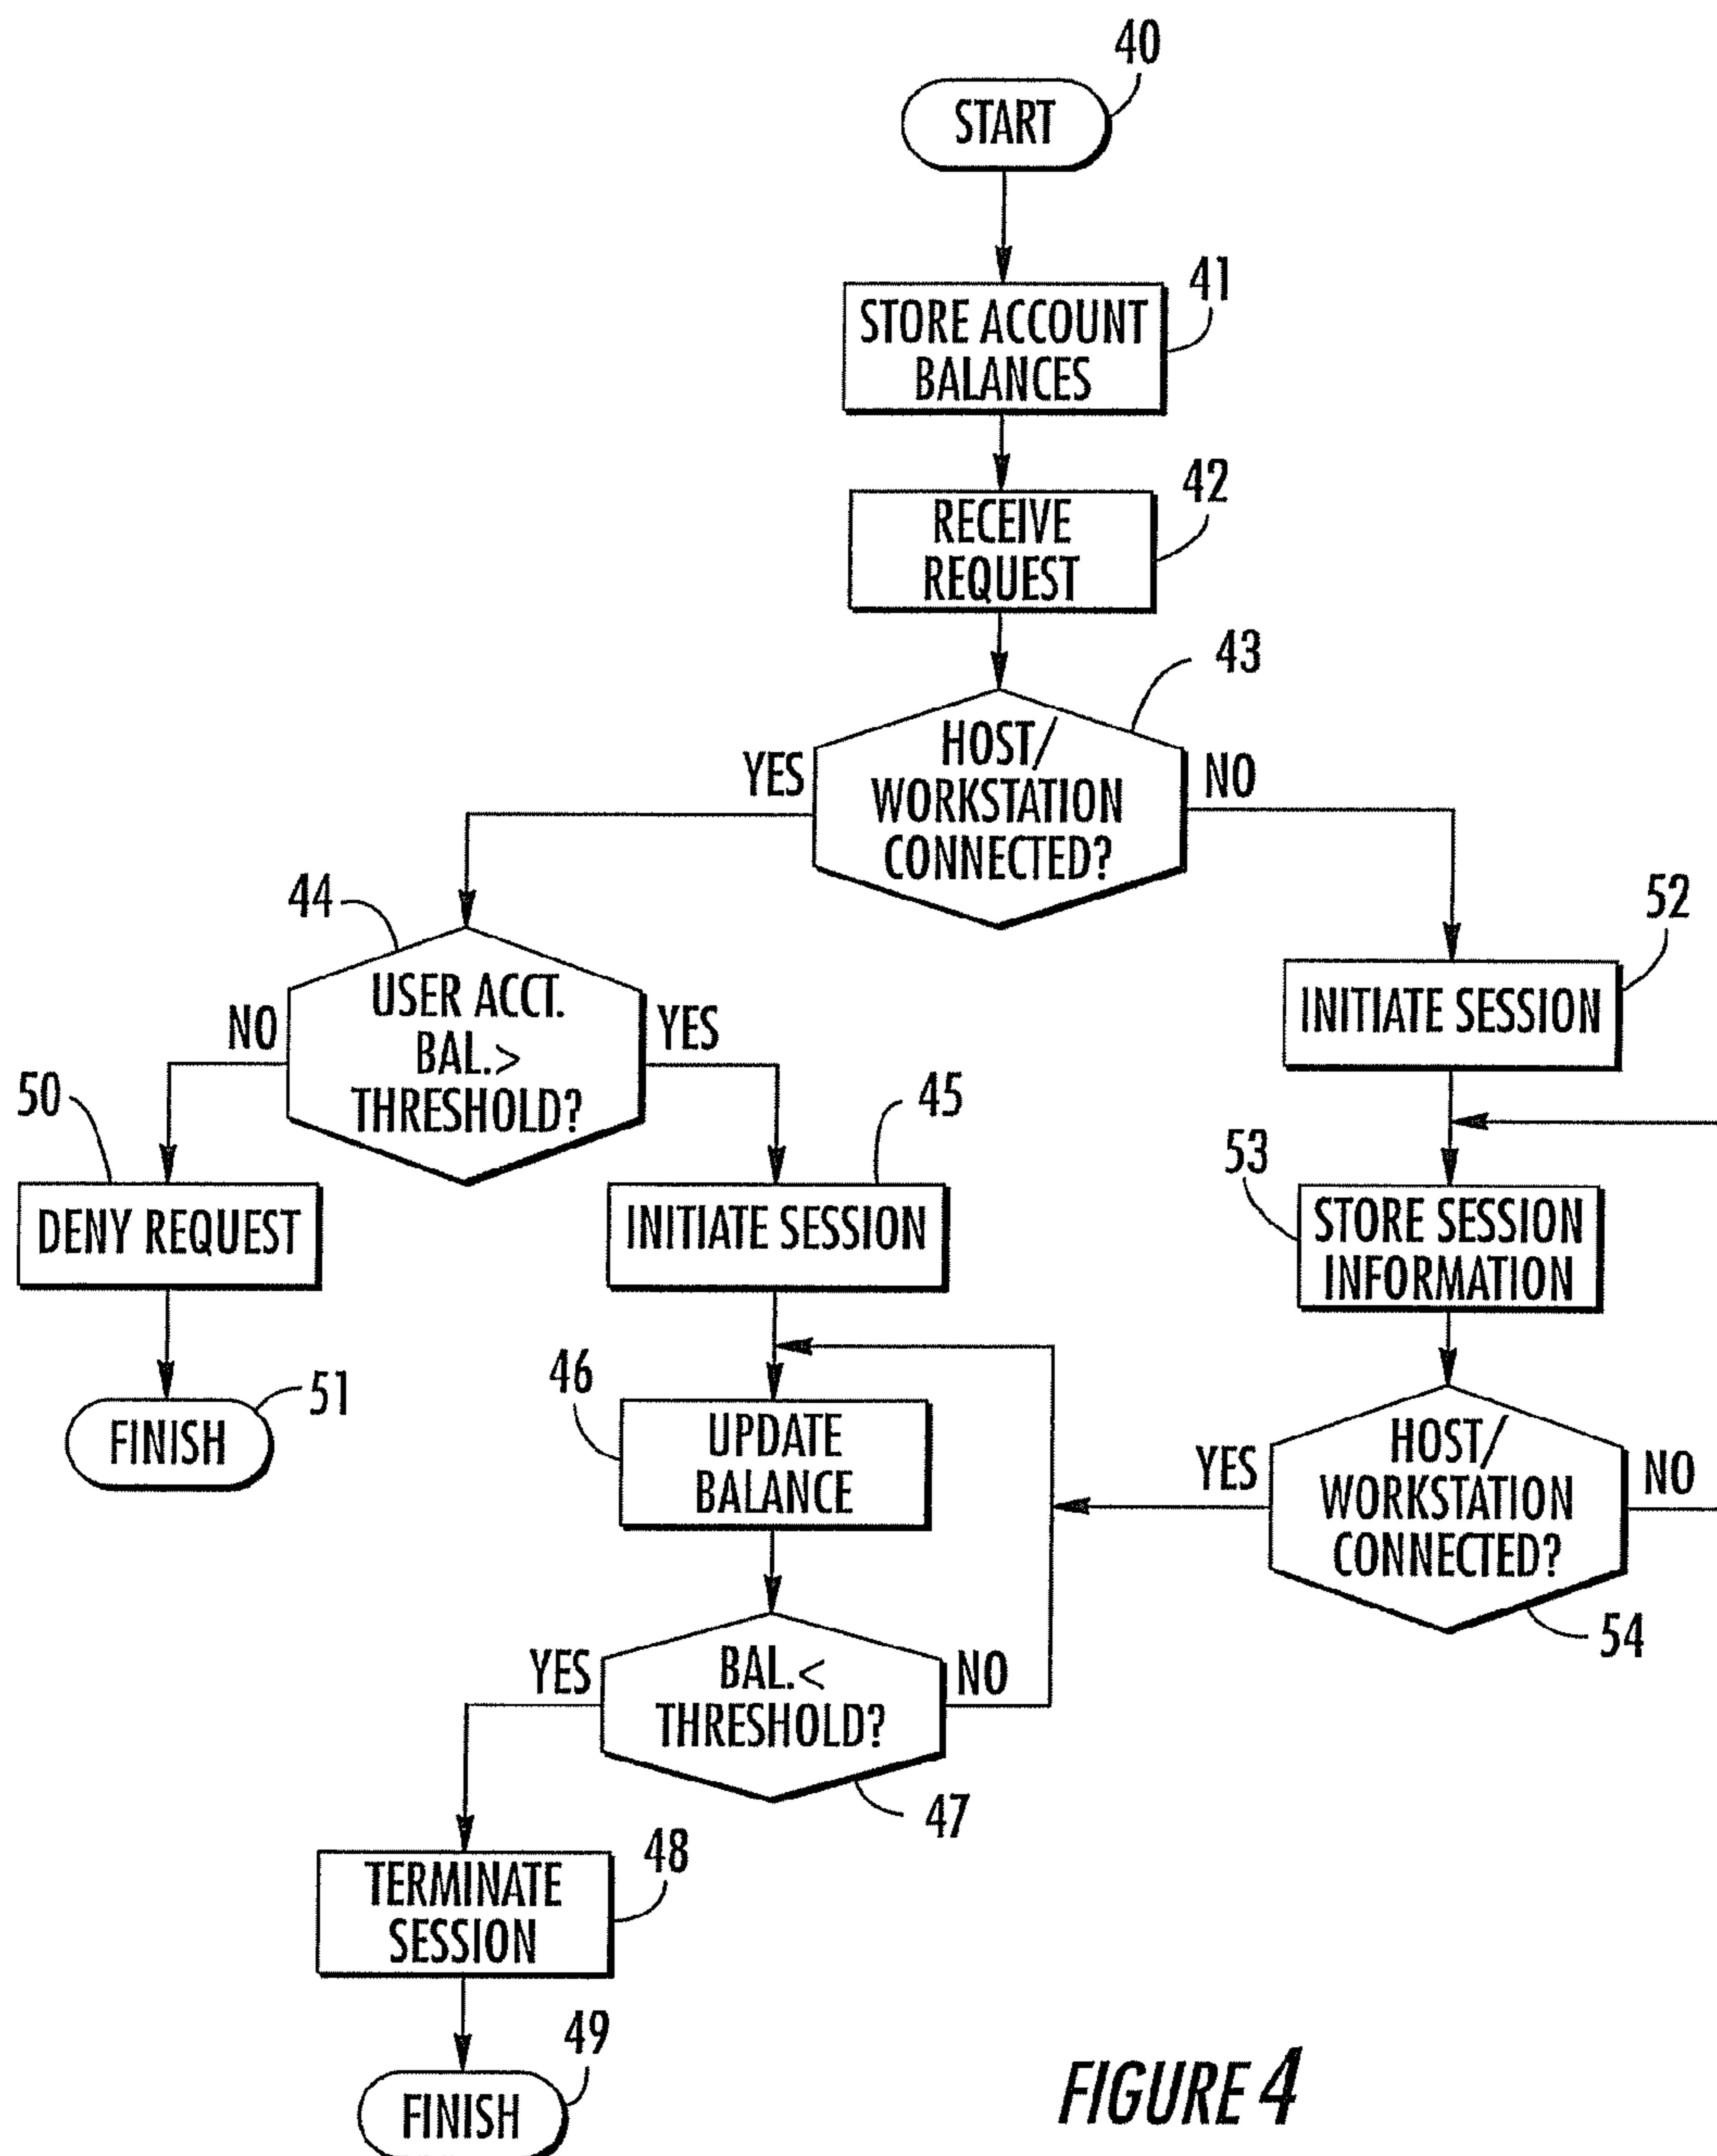 40
START
41
STORE ACCOUNT
BALANCES
42
RECEIVE
REQUEST
43
HOST/
WORKSTATION
CONNECTED?
YES
NO
44
USER ACCT.
BAL.>
THRESHOLD?
NO
YES
52
INITIATE SESSION
50
DENY REQUEST
45
INITIATE SESSION
53
STORE SESSION
INFORMATION
51
FINISH
46
UPDATE
BALANCE
HOST/
WORKSTATION
CONNECTED?
YES
NO
54
BAL.<
THRESHOLD?
YES
NO
47
48
TERMINATE
SESSION
49
FINISH
FIGURE 4